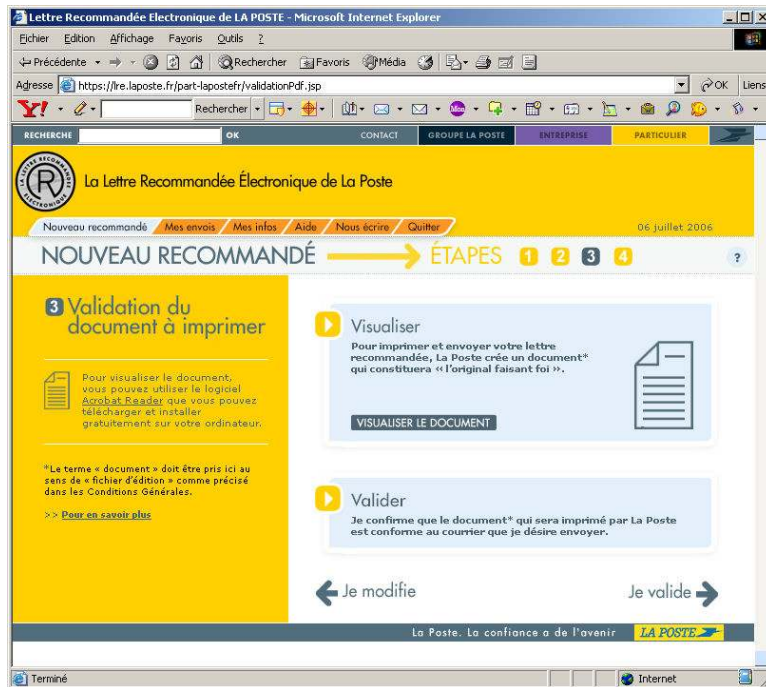 Lettre Recommandée Electronique de LA POSTE - Microsoft Internet Explorer
Fichier Edition Affichage Favoris Outils ?
Précédente Rechercher Favoris Média
Adresse https://lre.laposte.fr/part-lapostefr/validationPdf.jsp OK Liens
Y! Rechercher
RECHERCHE OK CONTACT GROUPE LA POSTE ENTREPRISE PARTICULIER
LETTRE RECOMMANDÉE ELECTRONIQUE R
La Lettre Recommandée Électronique de La Poste
Nouveau recommandé Mes envois Mes infos Aide Nous écrire Quitter 06 juillet 2006
NOUVEAU RECOMMANDÉ ÉTAPES 1 2 3 4 ?
3 Validation du
document à imprimer
Pour visualiser le document,
vous pouvez utiliser le logiciel
Acrobat Reader que vous pouvez
télécharger et installer
gratuitement sur votre ordinateur.
*Le terme « document » doit être pris ici au
sens de « fichier d'édition » comme précisé
dans les Conditions Générales.
>> Pour en savoir plus
Visualiser
Pour imprimer et envoyer votre lettre
recommandée, La Poste crée un document*
qui constituera « l'original faisant foi ».
VISUALISER LE DOCUMENT
Valider
Je confirme que le document* qui sera imprimé par La Poste
est conforme au courrier que je désire envoyer.
Je modifie Je valide
La Poste. La confiance a de l'avenir LA POSTE
Terminé Internet